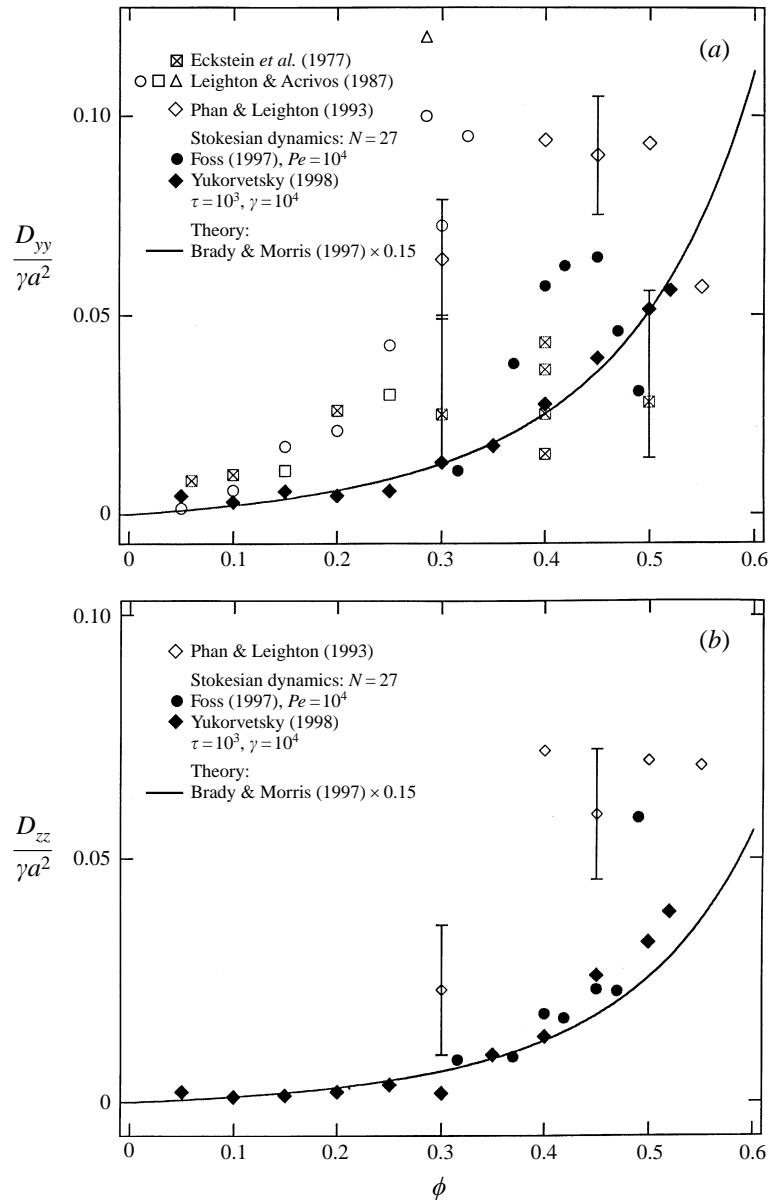 (a)
Eckstein et al. (1977)
Leighton & Acrivos (1987)
Phan & Leighton (1993)
Stokesian dynamics: N = 27
Foss (1997), Pe = 10⁴
Yukorvetsky (1998)
τ = 10³, γ = 10⁴
Theory:
Brady & Morris (1997) × 0.15
D_yy
γa²
0.10
0.05
0
0 0.1 0.2 0.3 0.4 0.5 0.6
(b)
Phan & Leighton (1993)
Stokesian dynamics: N = 27
Foss (1997), Pe = 10⁴
Yukorvetsky (1998)
τ = 10³, γ = 10⁴
Theory:
Brady & Morris (1997) × 0.15
D_zz
γa²
0.10
0.05
0
0 0.1 0.2 0.3 0.4 0.5 0.6
ϕ